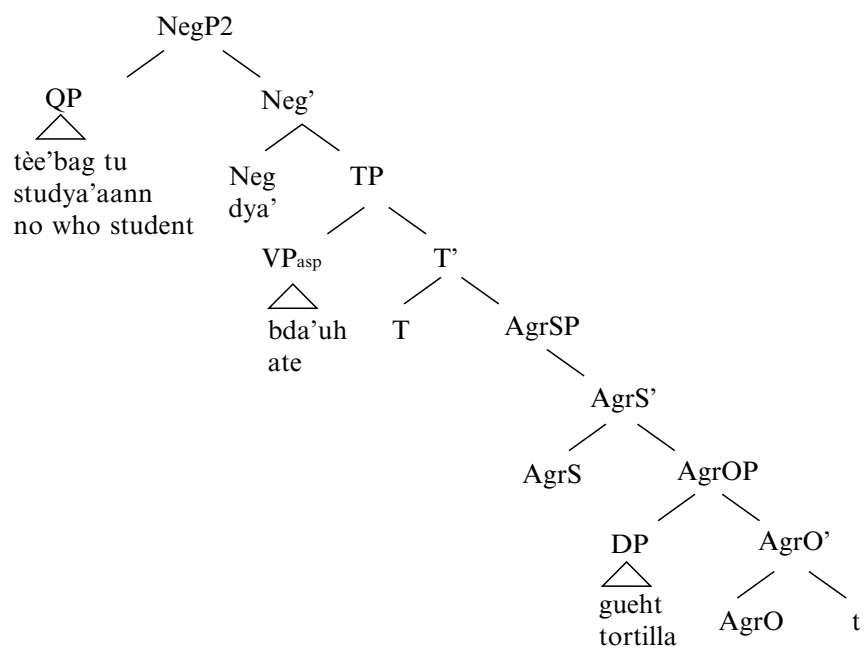 NegP2
QP Neg’
tèe’bag tu
studya’aann
no who student
Neg TP
dya’
VPasp T’
bda’uh
ate
T AgrSP
AgrS’
AgrS AgrOP
DP AgrO’
gueht
tortilla
AgrO t